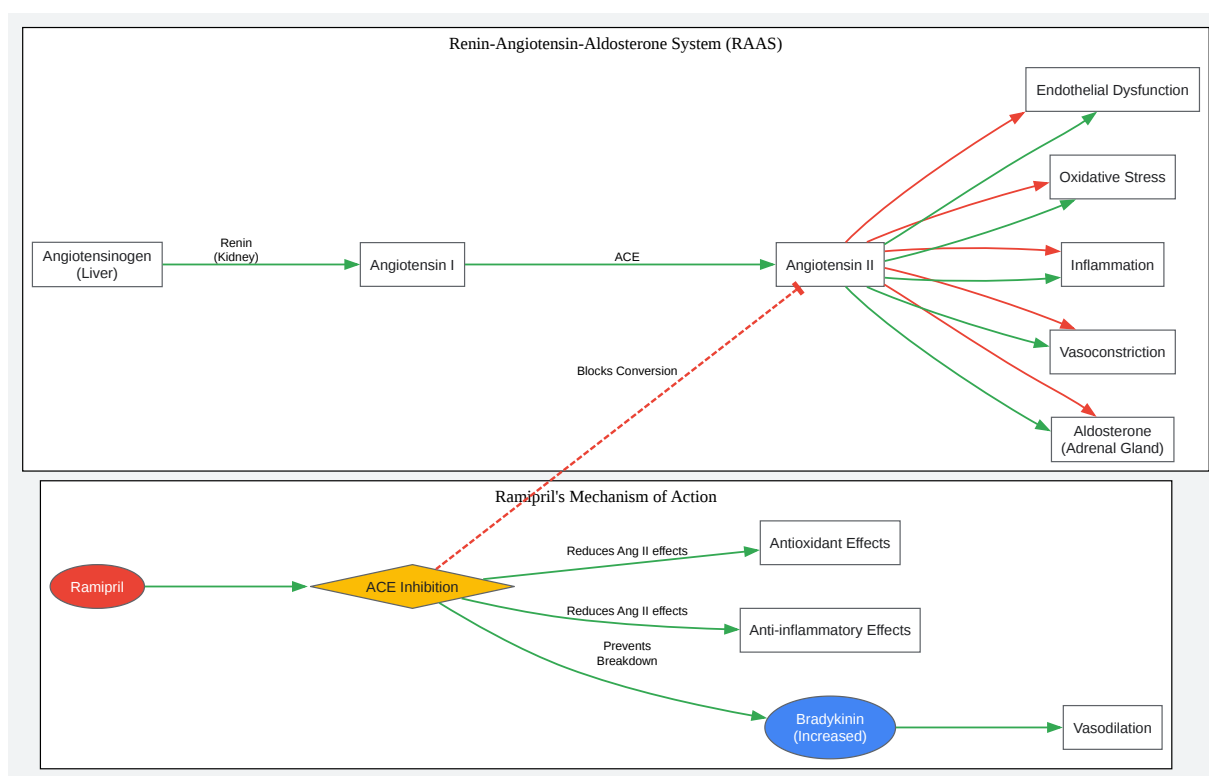 Renin-Angiotensin-Aldosterone System (RAAS)
Endothelial Dysfunction
Oxidative Stress
Angiotensinogen
(Liver)
Renin
(Kidney)
Angiotensin I
ACE
Angiotensin II
Inflammation
Blocks Conversion
Vasoconstriction
Aldosterone
(Adrenal Gland)
Ramipril's Mechanism of Action
Ramipril
ACE Inhibition
Reduces Ang II effects
Antioxidant Effects
Reduces Ang II effects
Anti-inflammatory Effects
Prevents
Breakdown
Bradykinin
(Increased)
Vasodilation